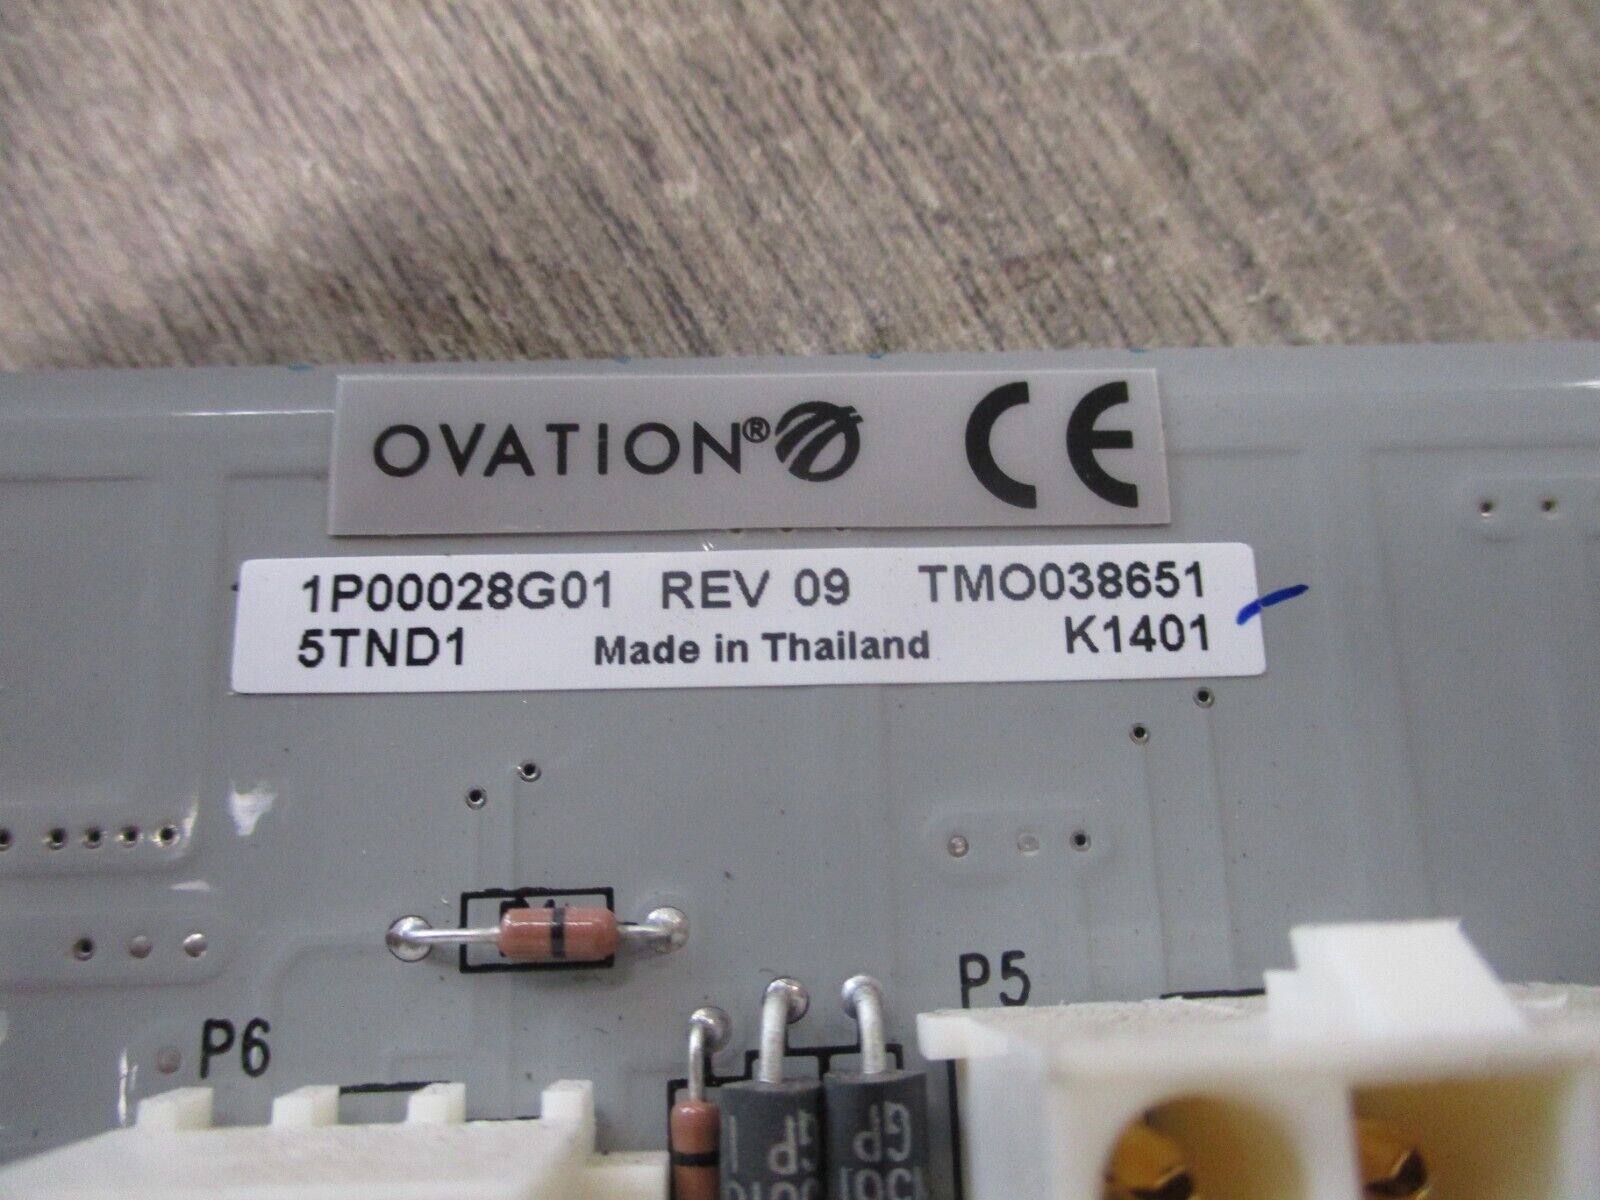 OVATION®
CE
1P00028G01 REV 09 TMO038651
5TND1 Made in Thailand K1401
P5
P6